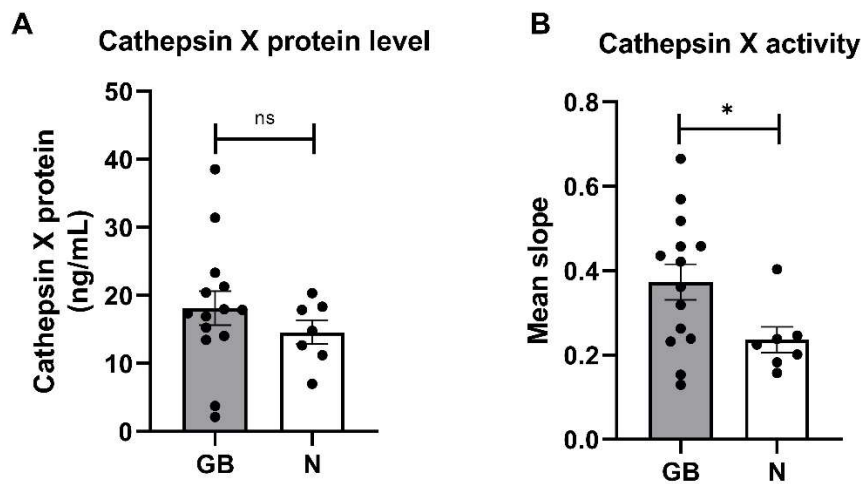 A
Cathepsin X protein level
Cathepsin X protein
(ng/mL)
50
40
30
20
10
0
ns
GB
N
B
Cathepsin X activity
Mean slope
0.8
0.6
0.4
0.2
0.0
*
GB
N